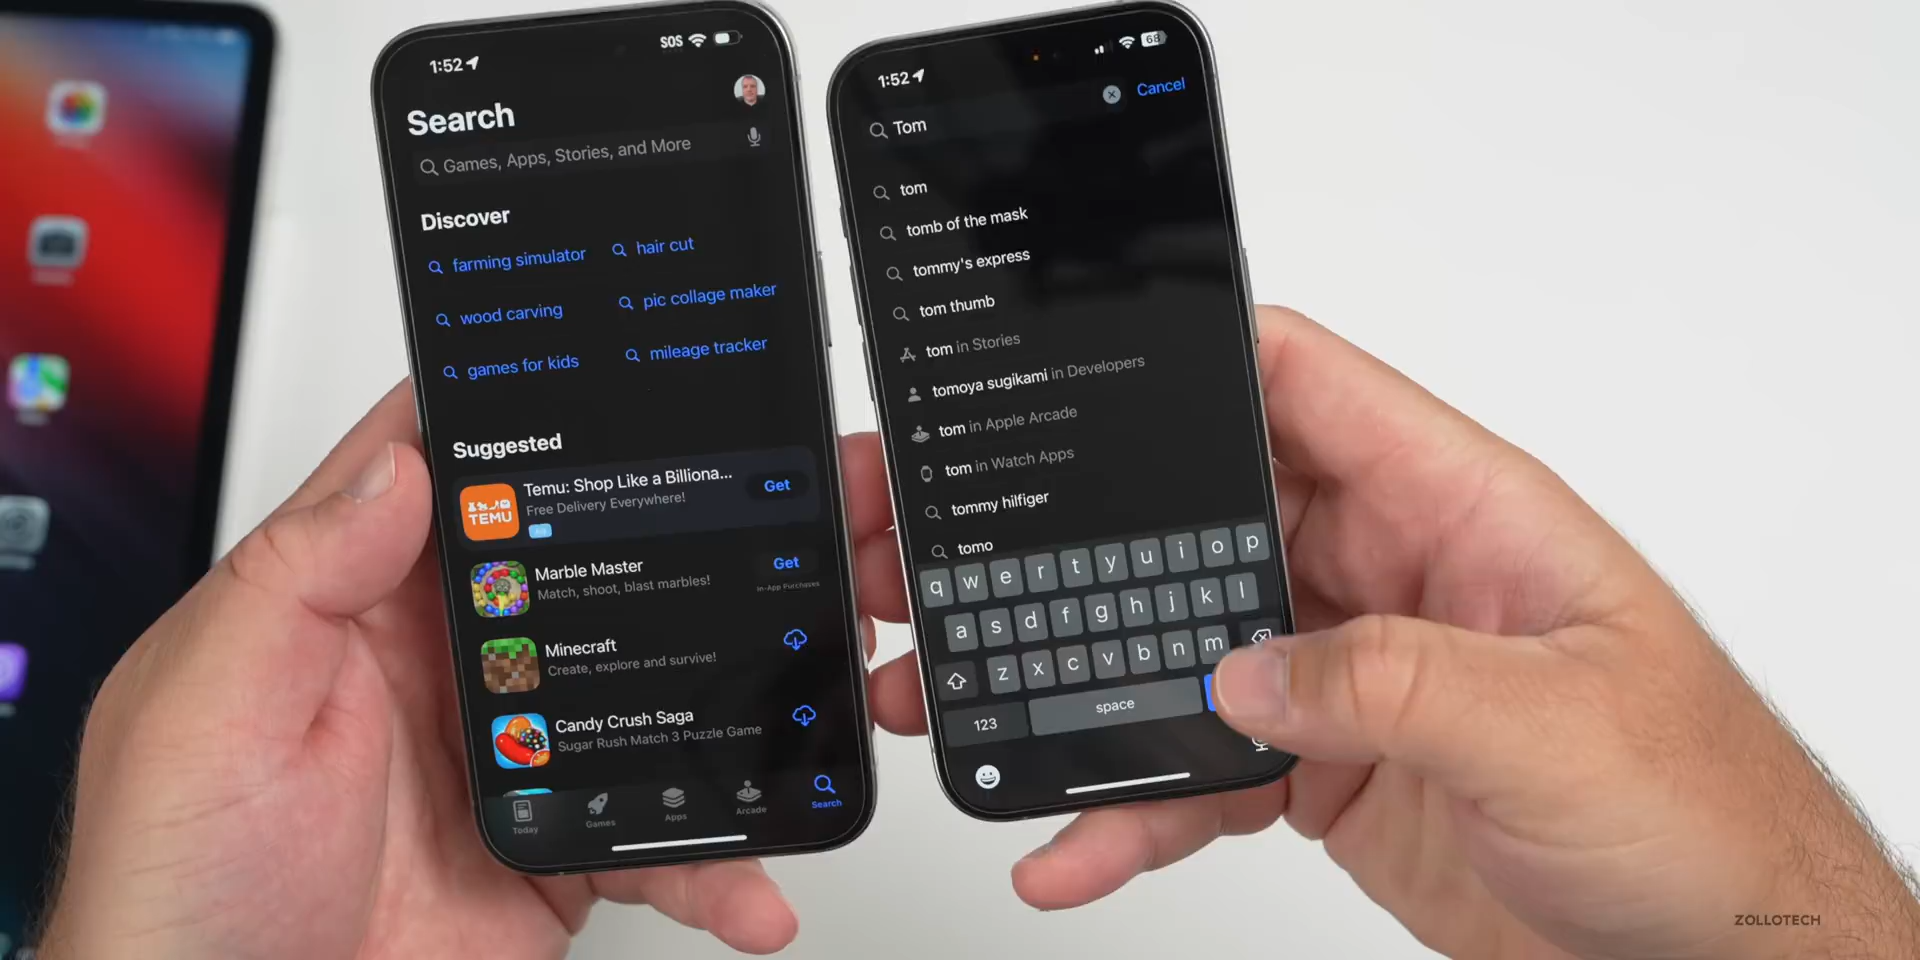 1:52
SOS
Search
Games, Apps, Stories, and More
Discover
farming simulator
hair cut
wood carving
pic collage maker
games for kids
mileage tracker
Suggested
Temu: Shop Like a Billiona...
Free Delivery Everywhere!
Ad
Get
TEMU
Marble Master
Match, shoot, blast marbles!
Get
In-App Purchases
Minecraft
Create, explore and survive!
Candy Crush Saga
Sugar Rush Match 3 Puzzle Game
Today
Games
Apps
Arcade
Search
1:52
68
Tom
Cancel
tom
tomb of the mask
tommy's express
tom thumb
tom in Stories
tomoya sugikami in Developers
tom in Apple Arcade
tom in Watch Apps
tommy hilfiger
tomo
q w e r t y u i o p
a s d f g h j k l
z x c v b n m
123
space
ZOLLOTECH